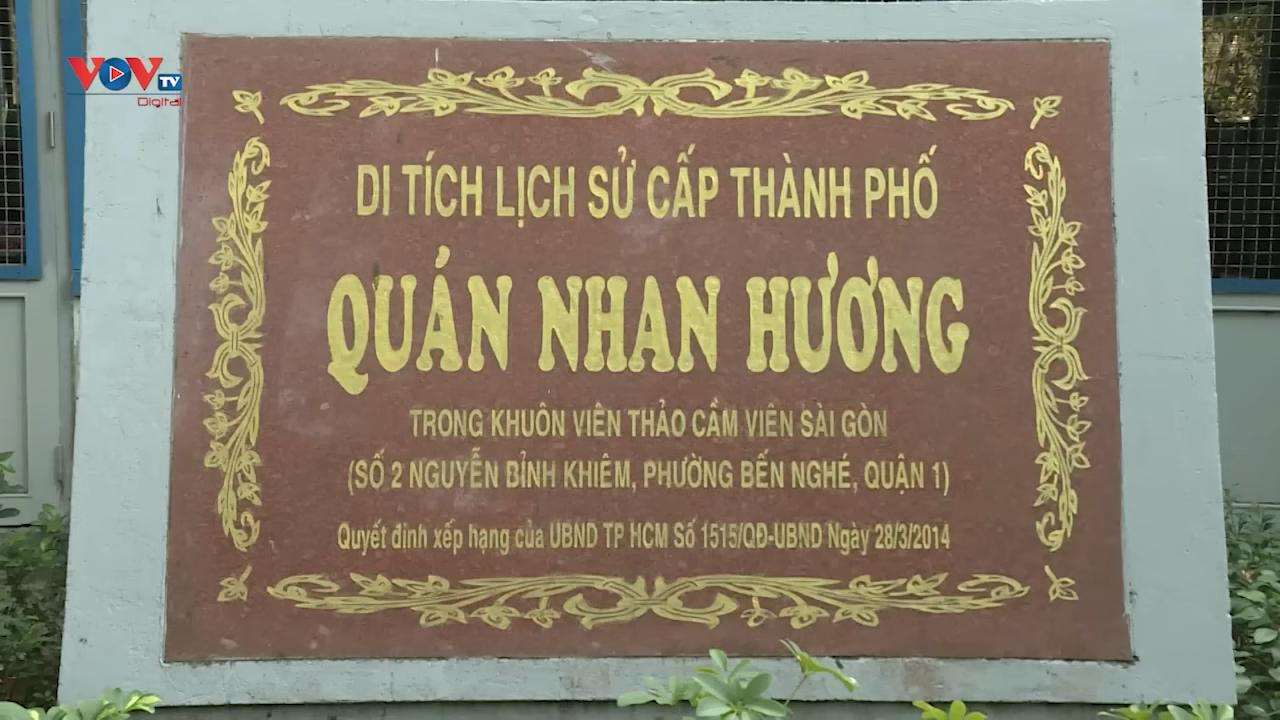 VOV TV
Digital
DI TÍCH LỊCH SỬ CẤP THÀNH PHỐ
QUÁN NHAN HƯƠNG
TRONG KHUÔN VIÊN THẢO CẦM VIÊN SÀI GÒN
(SỐ 2 NGUYỄN BỈNH KHIÊM, PHƯỜNG BẾN NGHÉ, QUẬN 1)
Quyết định xếp hạng của UBND TP HCM Số 1515/QĐ-UBND Ngày 28/3/2014